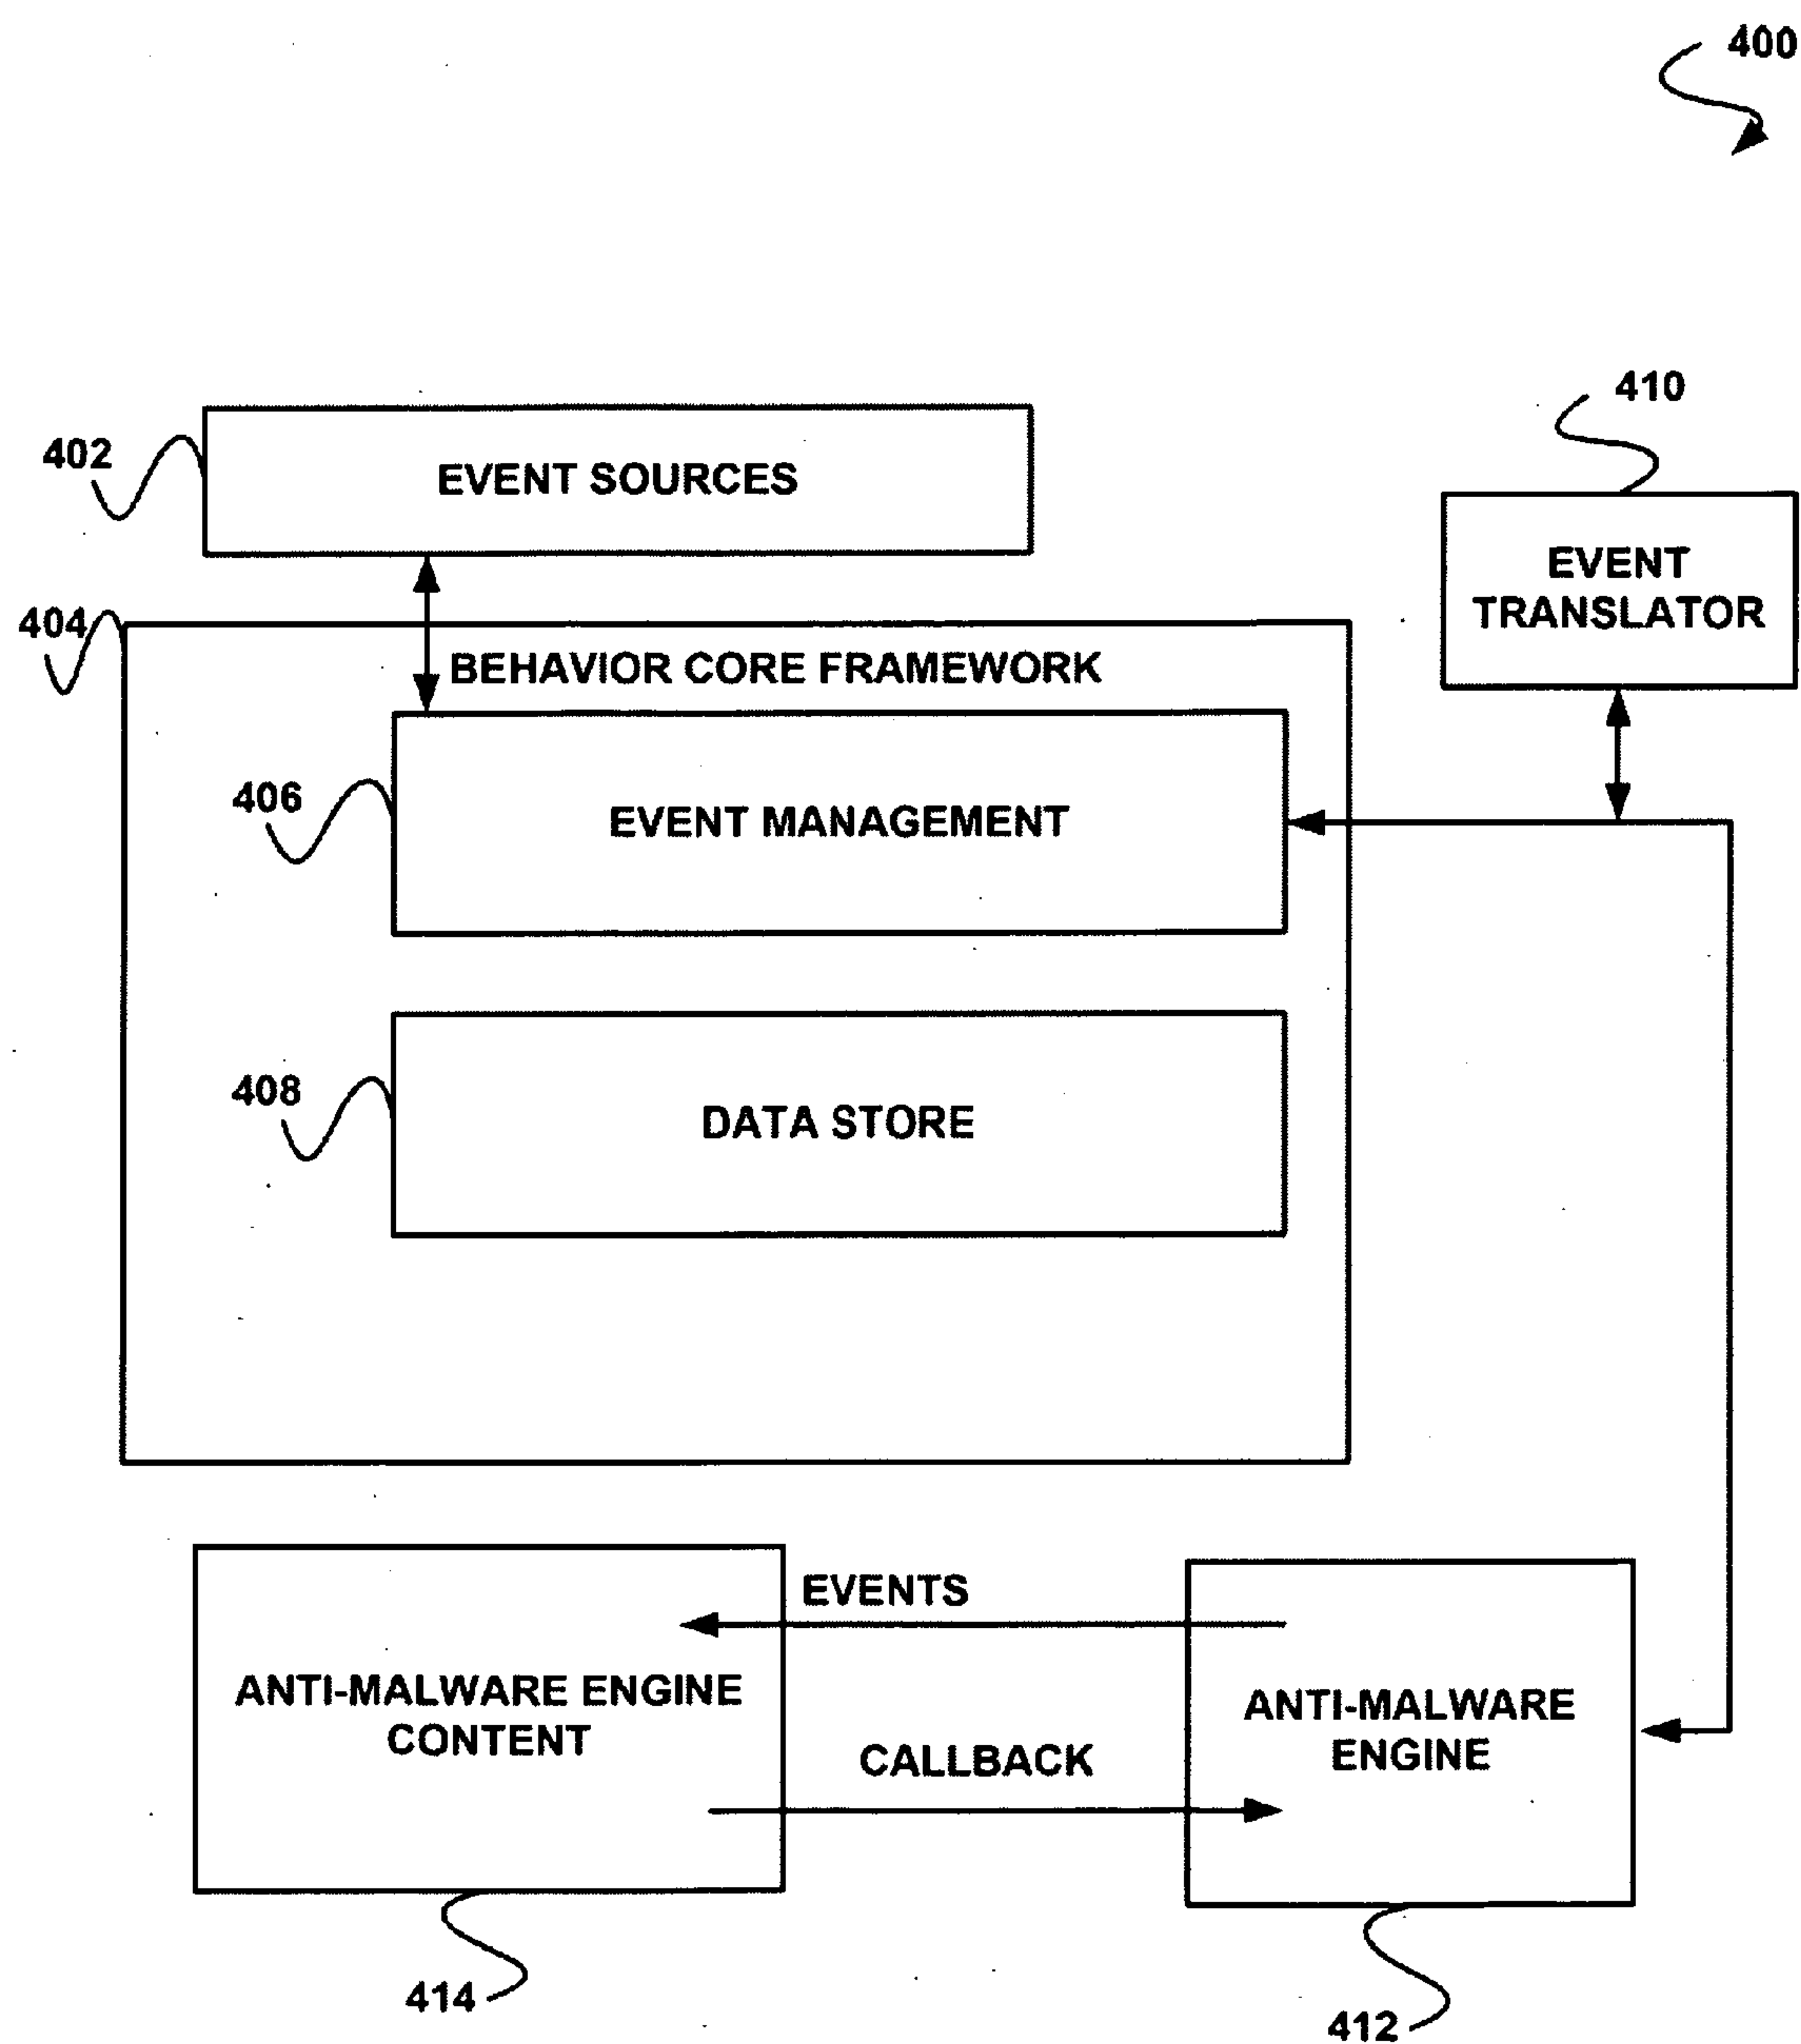 400
410
402
EVENT SOURCES
EVENT
TRANSLATOR
404
BEHAVIOR CORE FRAMEWORK
406
EVENT MANAGEMENT
408
DATA STORE
EVENTS
ANTI-MALWARE ENGINE
CONTENT
ANTI-MALWARE
ENGINE
CALLBACK
414
412